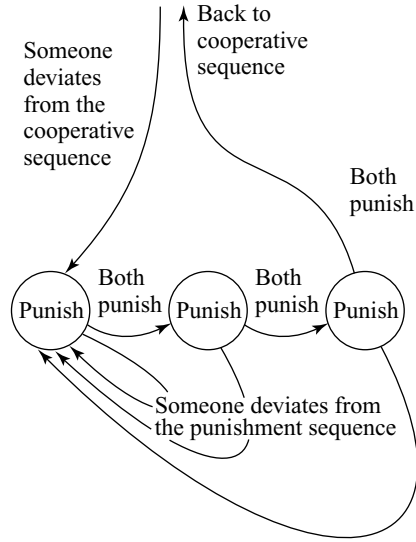 Back to
cooperative
sequence
Someone
deviates
from the
cooperative
sequence
Both
punish
Both
punish
Both
punish
Punish
Punish
Punish
Someone deviates from
the punishment sequence